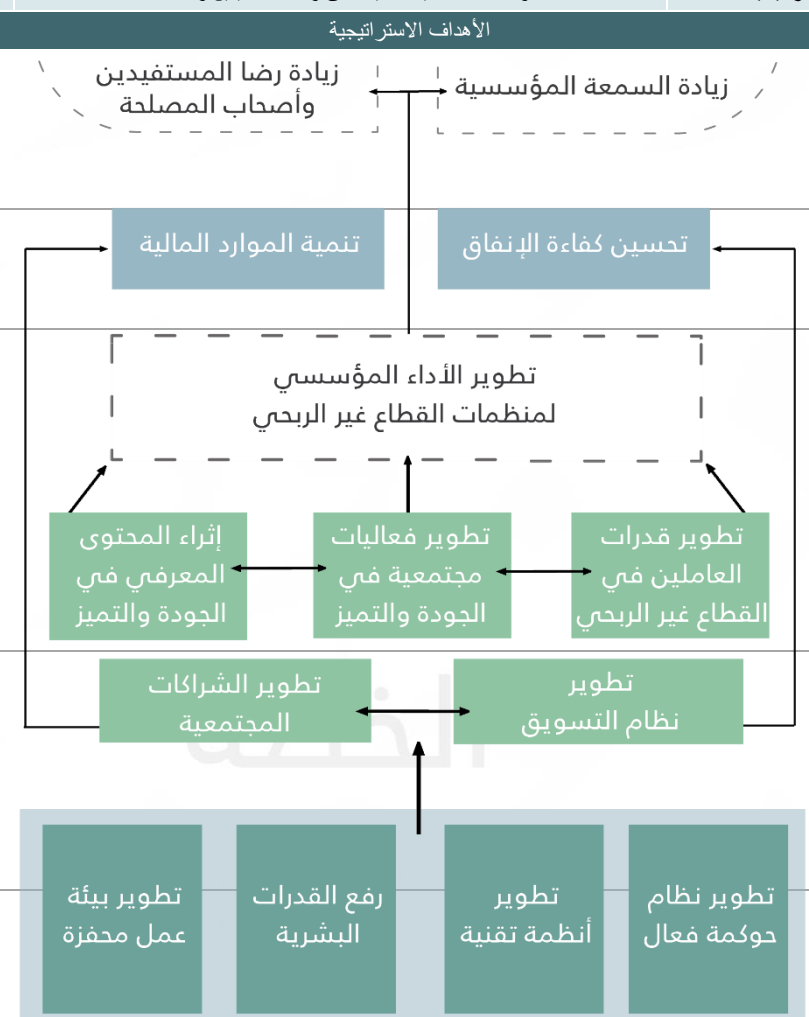 الأهداف الاستراتيجية
زيادة السمعة المؤسسية
زيادة رضا المستفيدين
وأصحاب المصلحة
تحسين كفاءة الإنفاق
تنمية الموارد المالية
تطوير الأداء المؤسسي
لمنظمات القطاع غير الربحي
تطوير قدرات
العاملين في
القطاع غير الربحي
تطوير فعاليات
مجتمعية في
الجودة والتميز
إثراء المحتوى
المعرفي في
الجودة والتميز
تطوير
نظام التسويق
تطوير الشراكات
المجتمعية
تطوير نظام
حوكمة فعال
تطوير
أنظمة تقنية
رفع القدرات
البشرية
تطوير بيئة
عمل محفزة